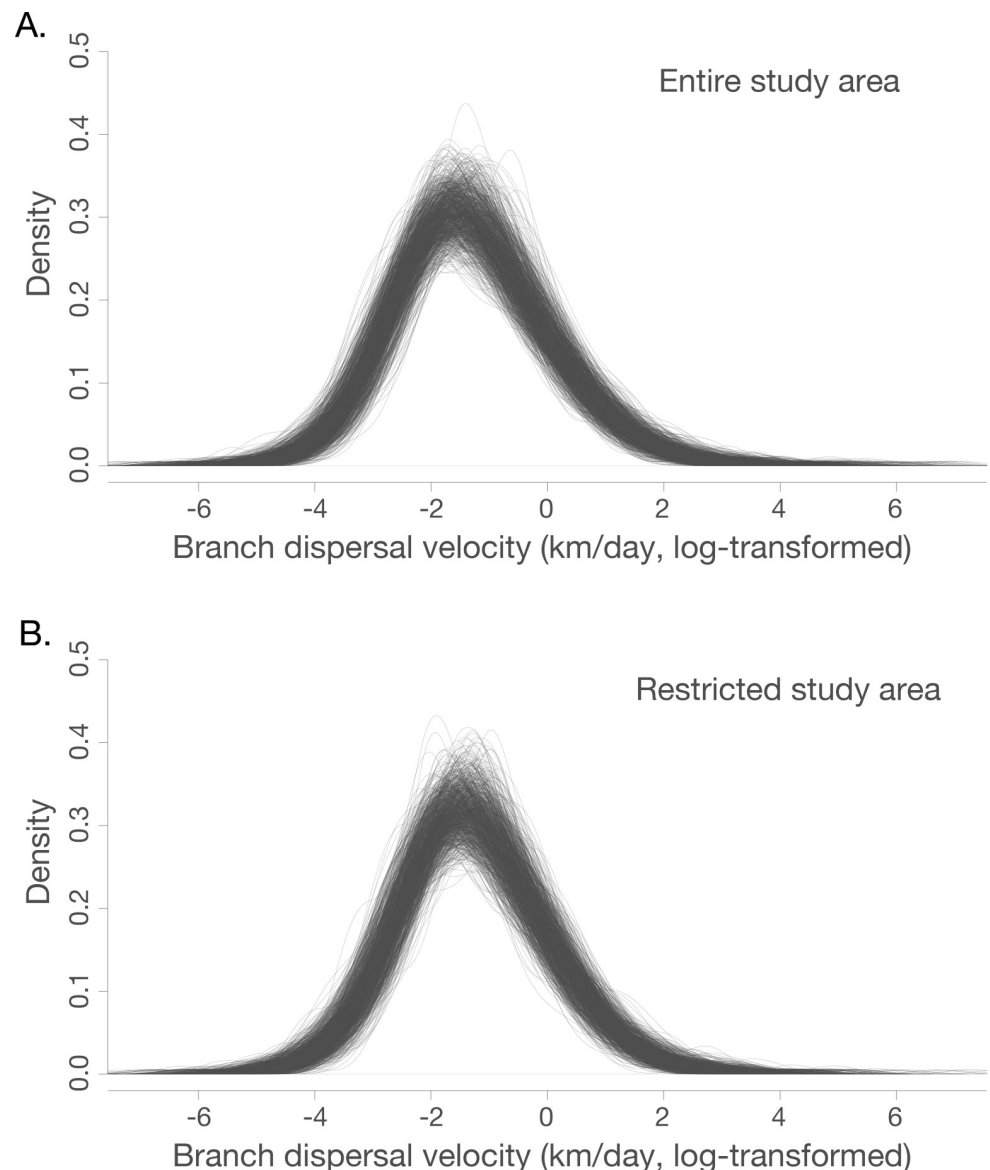 A.
Entire study area
Density
0.0 0.1 0.2 0.3 0.4 0.5
-6 -4 -2 0 2 4 6
Branch dispersal velocity (km/day, log-transformed)
B.
Restricted study area
Density
0.0 0.1 0.2 0.3 0.4 0.5
-6 -4 -2 0 2 4 6
Branch dispersal velocity (km/day, log-transformed)